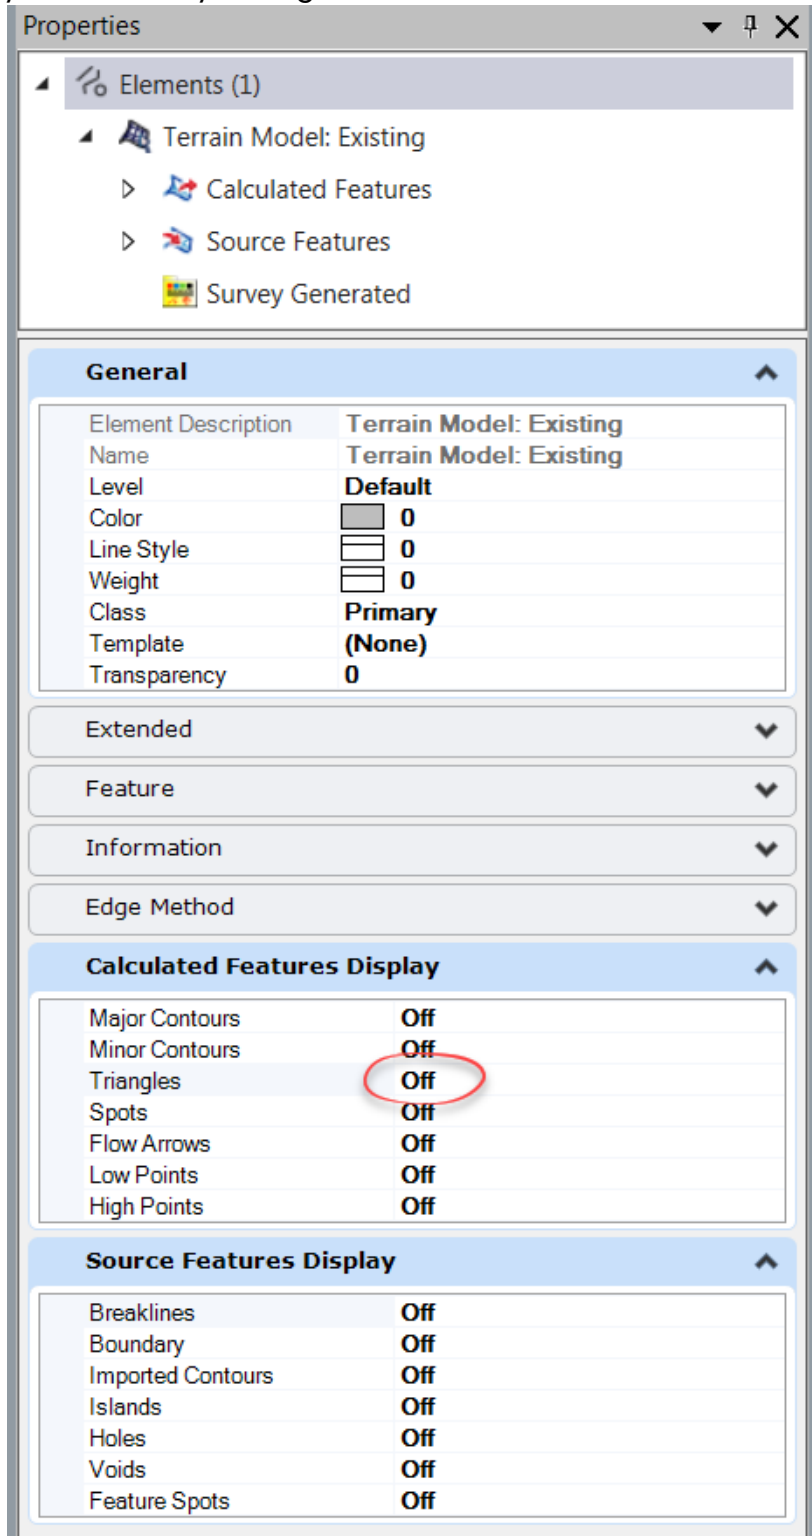 Properties
Elements (1)
Terrain Model: Existing
Calculated Features
Source Features
Survey Generated
General
Element Description Terrain Model: Existing
Name Terrain Model: Existing
Level Default
Color 0
Line Style 0
Weight 0
Class Primary
Template (None)
Transparency 0
Extended
Feature
Information
Edge Method
Calculated Features Display
Major Contours Off
Minor Contours Off
Triangles Off
Spots Off
Flow Arrows Off
Low Points Off
High Points Off
Source Features Display
Breaklines Off
Boundary Off
Imported Contours Off
Islands Off
Holes Off
Voids Off
Feature Spots Off